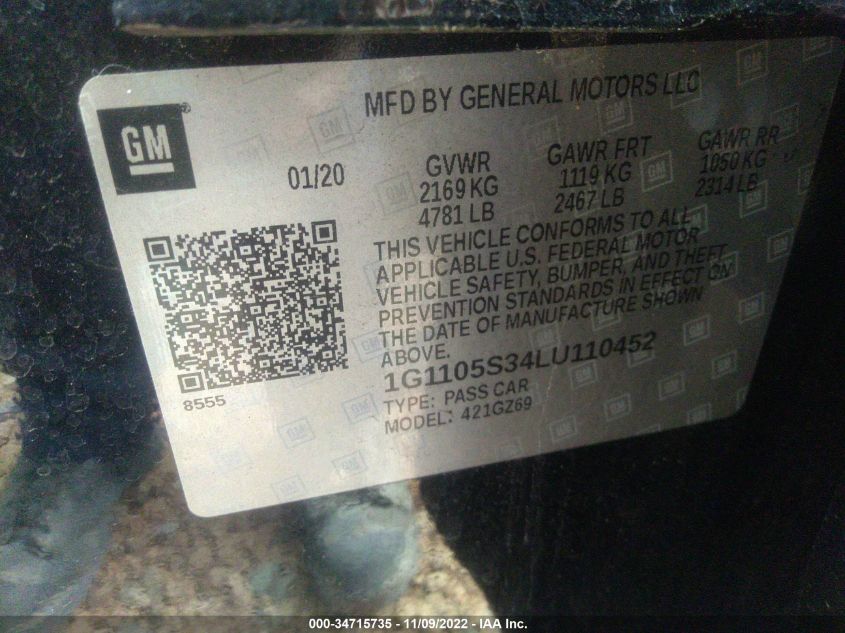 MFD BY GENERAL MOTORS LLC
GM
®
01/20
GVWR
2169 KG
4781 LB
GAWR FRT
1119 KG
2467 LB
GAWR RR
1050 KG
2314 LB
THIS VEHICLE CONFORMS TO ALL
APPLICABLE U.S. FEDERAL MOTOR
VEHICLE SAFETY, BUMPER, AND THEFT
PREVENTION STANDARDS IN EFFECT ON
THE DATE OF MANUFACTURE SHOWN
ABOVE.
1G1105S34LU110452
TYPE: PASS CAR
MODEL: 421GZ69
8555
000-34715735 - 11/09/2022 - IAA Inc.